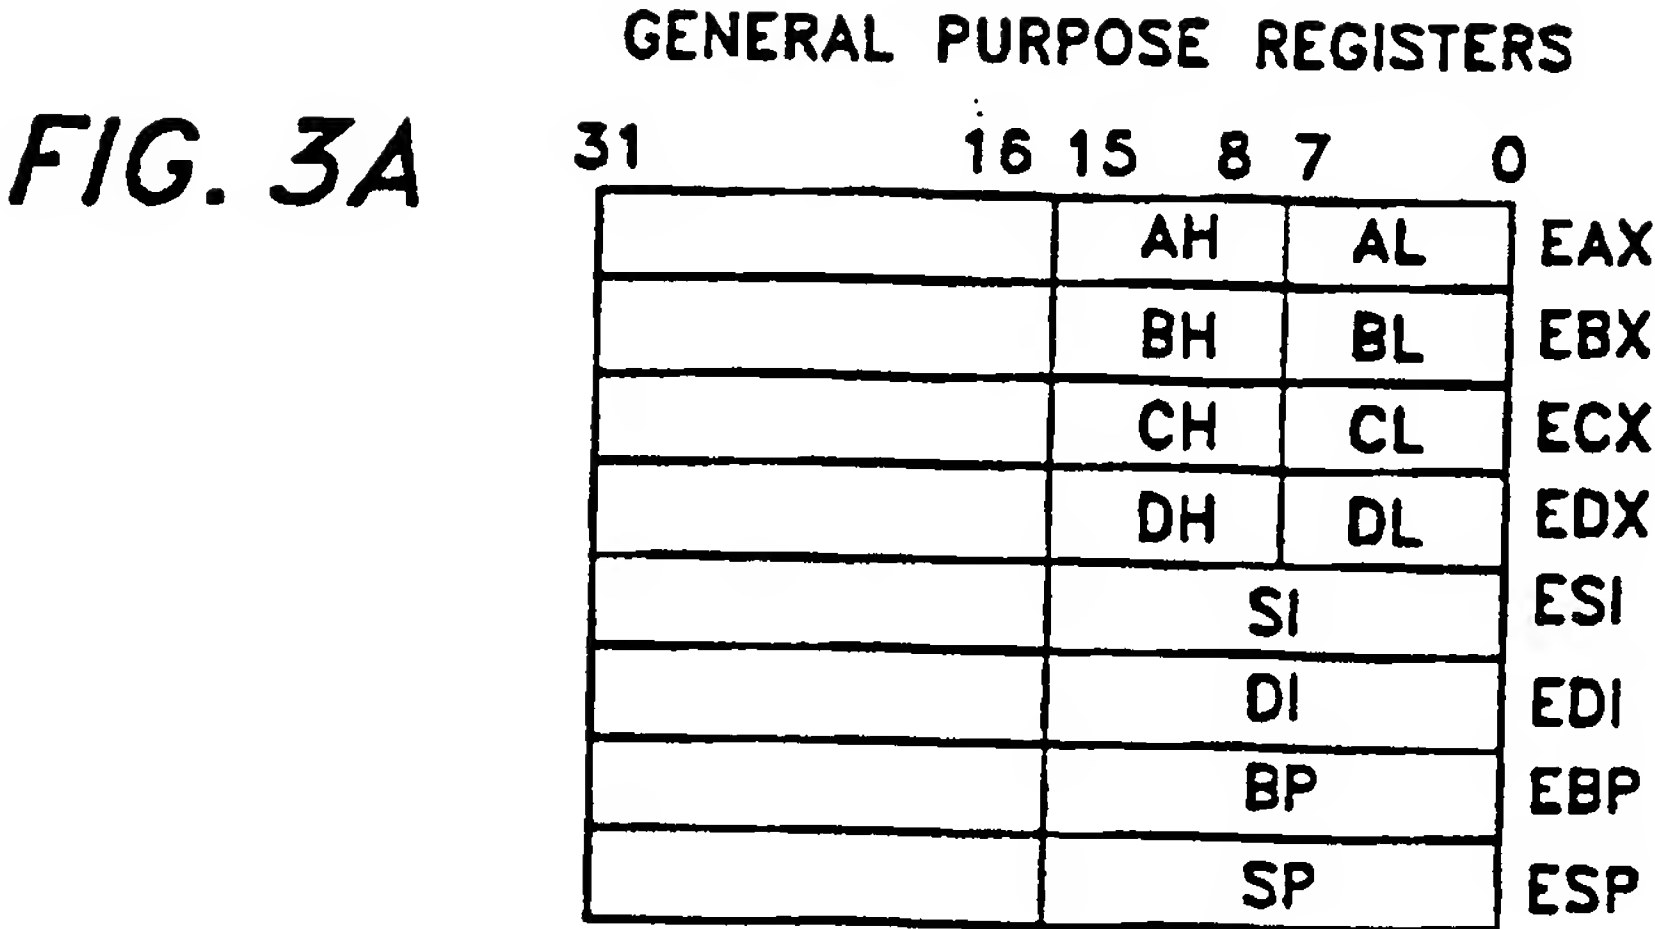 GENERAL PURPOSE REGISTERS
FIG. 3A
31 16 15 8 7 0
AH AL EAX
BH BL EBX
CH CL ECX
DH DL EDX
SI ESI
DI EDI
BP EBP
SP ESP